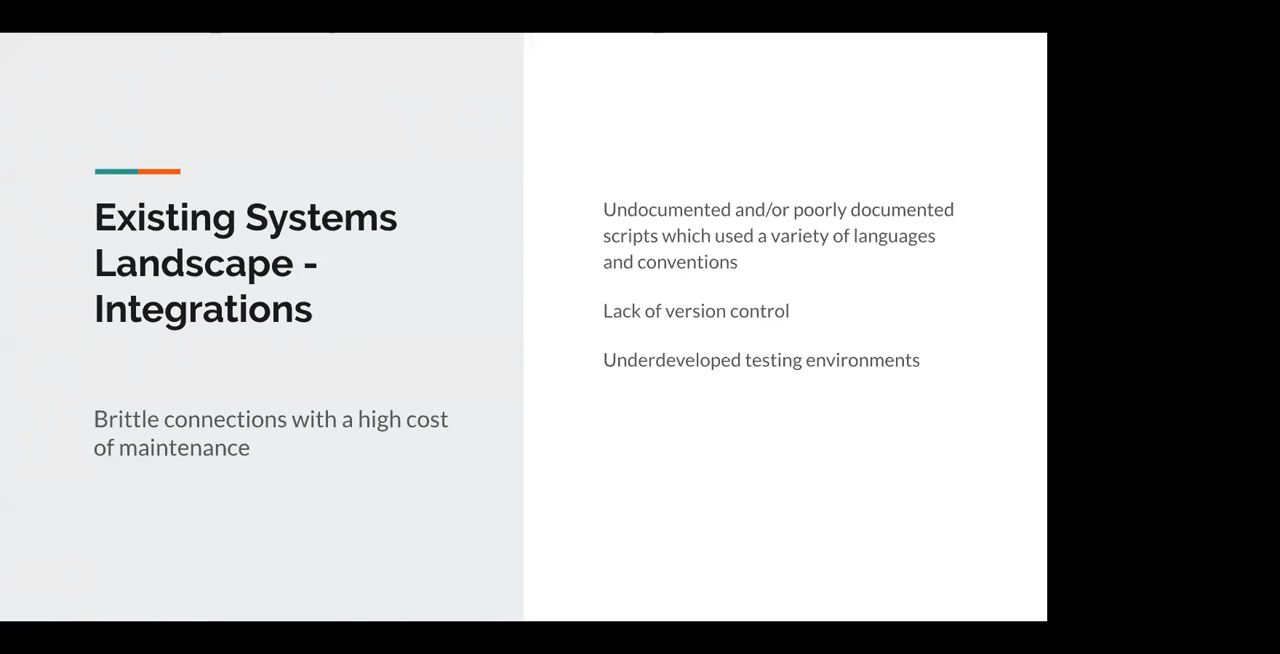 Existing Systems
Landscape -
Integrations
Brittle connections with a high cost
of maintenance
Undocumented and/or poorly documented
scripts which used a variety of languages
and conventions
Lack of version control
Underdeveloped testing environments